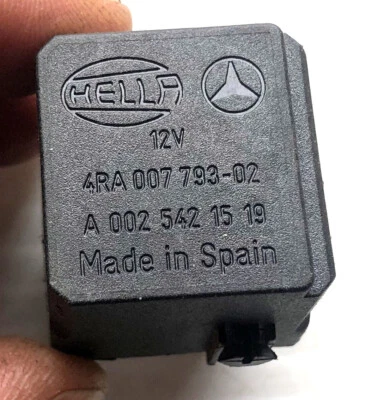 HELLA
12V
4RA 007 793-02
A 002 542 15 19
Made in Spain